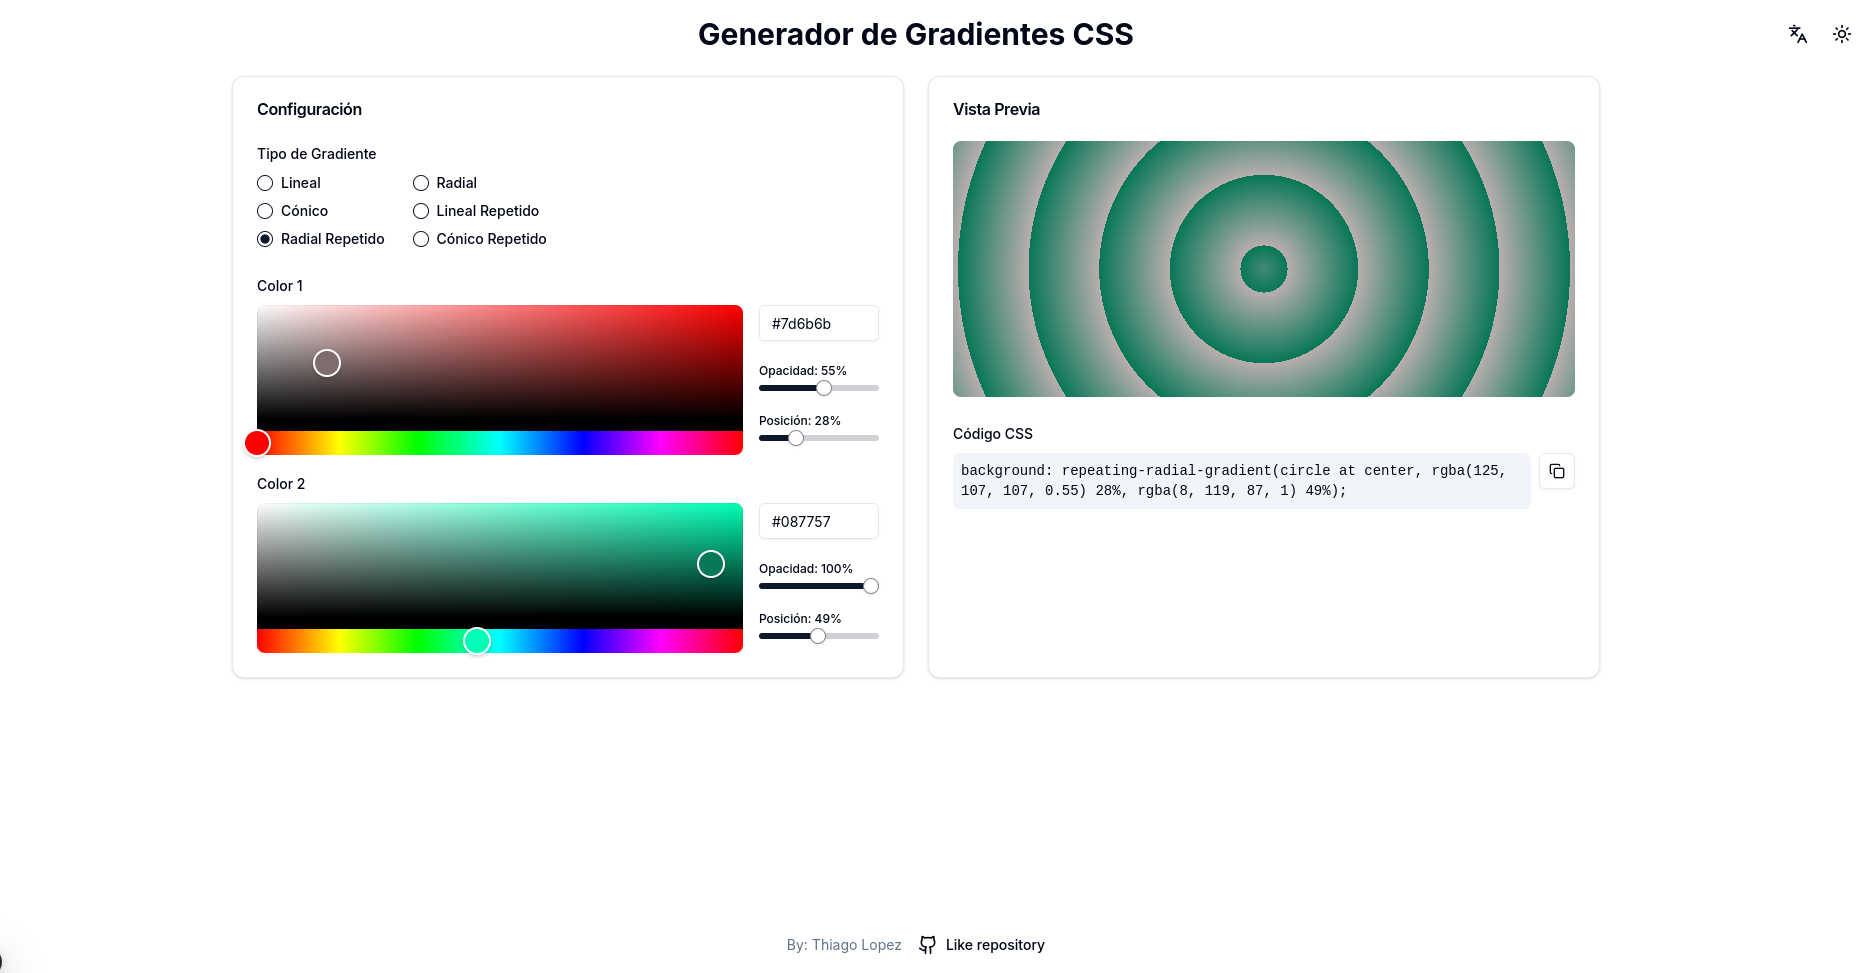 Generador de Gradientes CSS
Configuración
Tipo de Gradiente
Lineal
Radial
Cónico
Lineal Repetido
Radial Repetido
Cónico Repetido
Color 1
#7d6b6b
Opacidad: 55%
Posición: 28%
Color 2
#087757
Opacidad: 100%
Posición: 49%
Vista Previa
Código CSS
background: repeating-radial-gradient(circle at center, rgba(125,
107, 107, 0.55) 28%, rgba(8, 119, 87, 1) 49%);
By: Thiago Lopez
Like repository